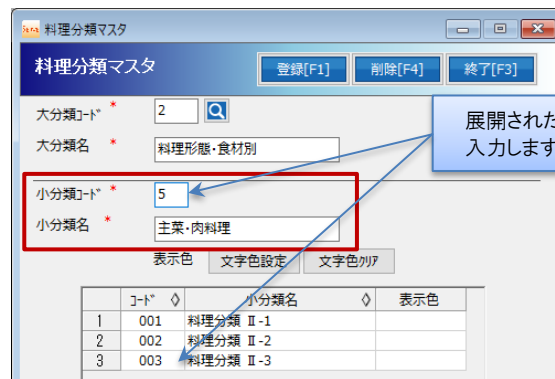 料理分類マスタ
料理分類マスタ
登録[F1] 削除[F4] 終了[F3]
大分類ｺｰﾄﾞ * 2
大分類名 * 料理形態・食材別
展開された
入力します
小分類ｺｰﾄﾞ * 5
小分類名 * 主菜・肉料理
表示色 文字色設定 文字色ｸﾘｱ
ｺｰﾄﾞ ◊ 小分類名 ◊ 表示色
1 001 料理分類 Ⅱ-1
2 002 料理分類 Ⅱ-2
3 003 料理分類 Ⅱ-3